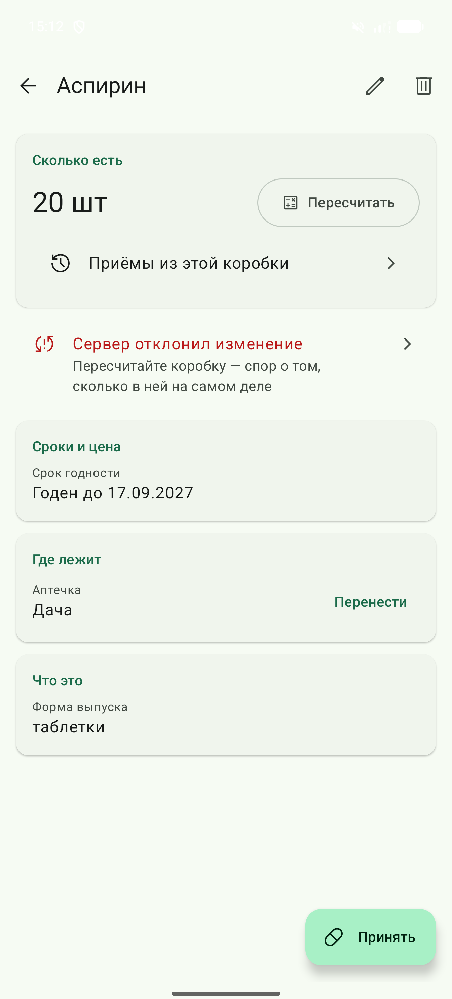 15:12
Аспирин
Сколько есть
20 шт
Пересчитать
Приёмы из этой коробки
Сервер отклонил изменение
Пересчитайте коробку — спор о том,
сколько в ней на самом деле
Сроки и цена
Срок годности
Годен до 17.09.2027
Где лежит
Аптечка
Дача
Перенести
Что это
Форма выпуска
таблетки
Принять